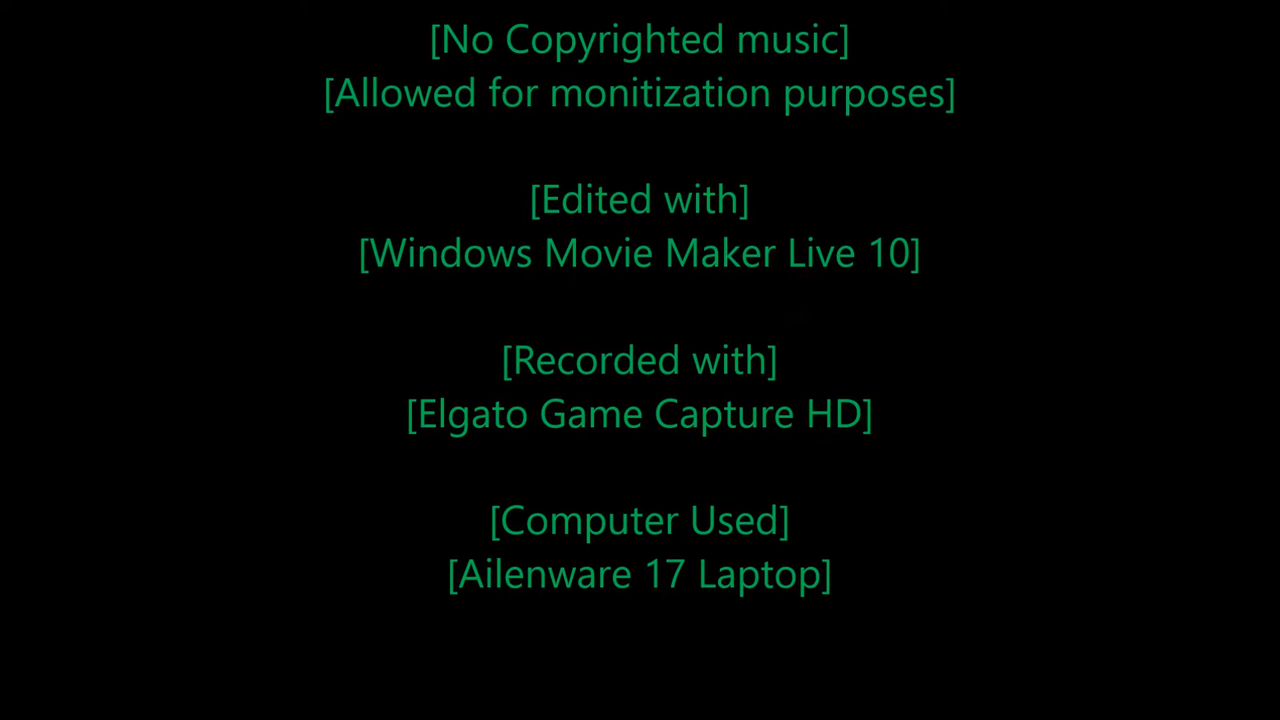 [No Copyrighted music]
[Allowed for monitization purposes]
[Edited with]
[Windows Movie Maker Live 10]
[Recorded with]
[Elgato Game Capture HD]
[Computer Used]
[Ailenware 17 Laptop]